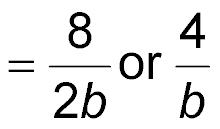 = 8/2b or 4/b